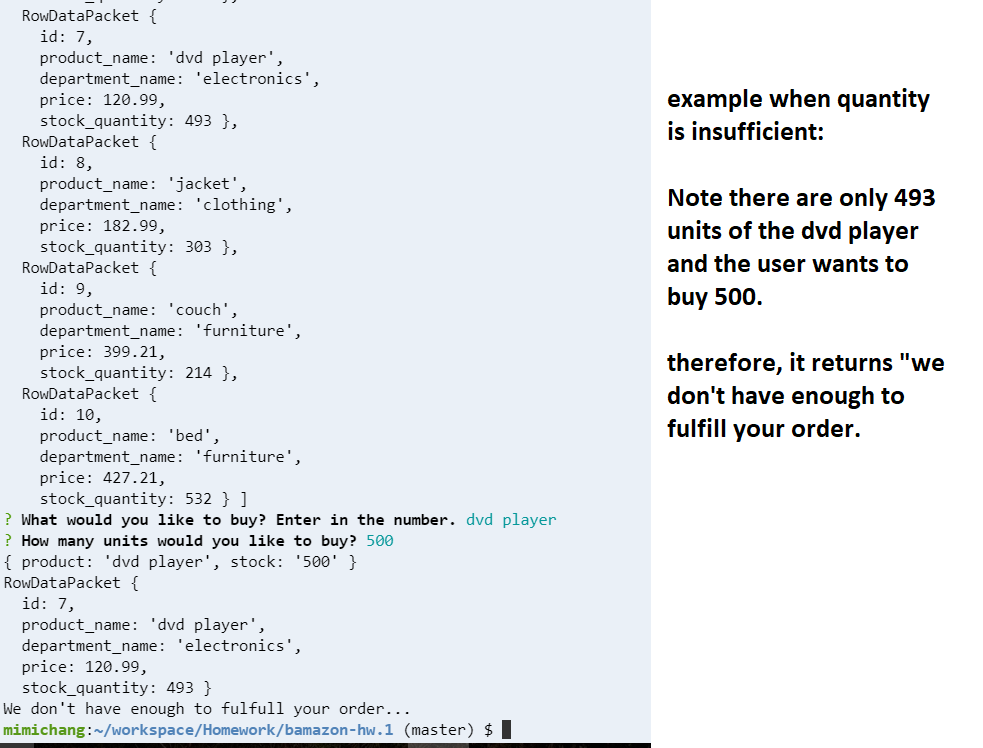 RowDataPacket {
id: 7,
product_name: 'dvd player',
department_name: 'electronics',
price: 120.99,
stock_quantity: 493 },
RowDataPacket {
id: 8,
product_name: 'jacket',
department_name: 'clothing',
price: 182.99,
stock_quantity: 303 },
RowDataPacket {
id: 9,
product_name: 'couch',
department_name: 'furniture',
price: 399.21,
stock_quantity: 214 },
RowDataPacket {
id: 10,
product_name: 'bed',
department_name: 'furniture',
price: 427.21,
stock_quantity: 532 } ]
? What would you like to buy? Enter in the number. dvd player
? How many units would you like to buy? 500
{ product: 'dvd player', stock: '500' }
RowDataPacket {
id: 7,
product_name: 'dvd player',
department_name: 'electronics',
price: 120.99,
stock_quantity: 493 }
We don't have enough to fulfull your order...
mimichang:~/workspace/Homework/bamazon-hw.1 (master) $
example when quantity
is insufficient:
Note there are only 493
units of the dvd player
and the user wants to
buy 500.
therefore, it returns "we
don't have enough to
fulfill your order.